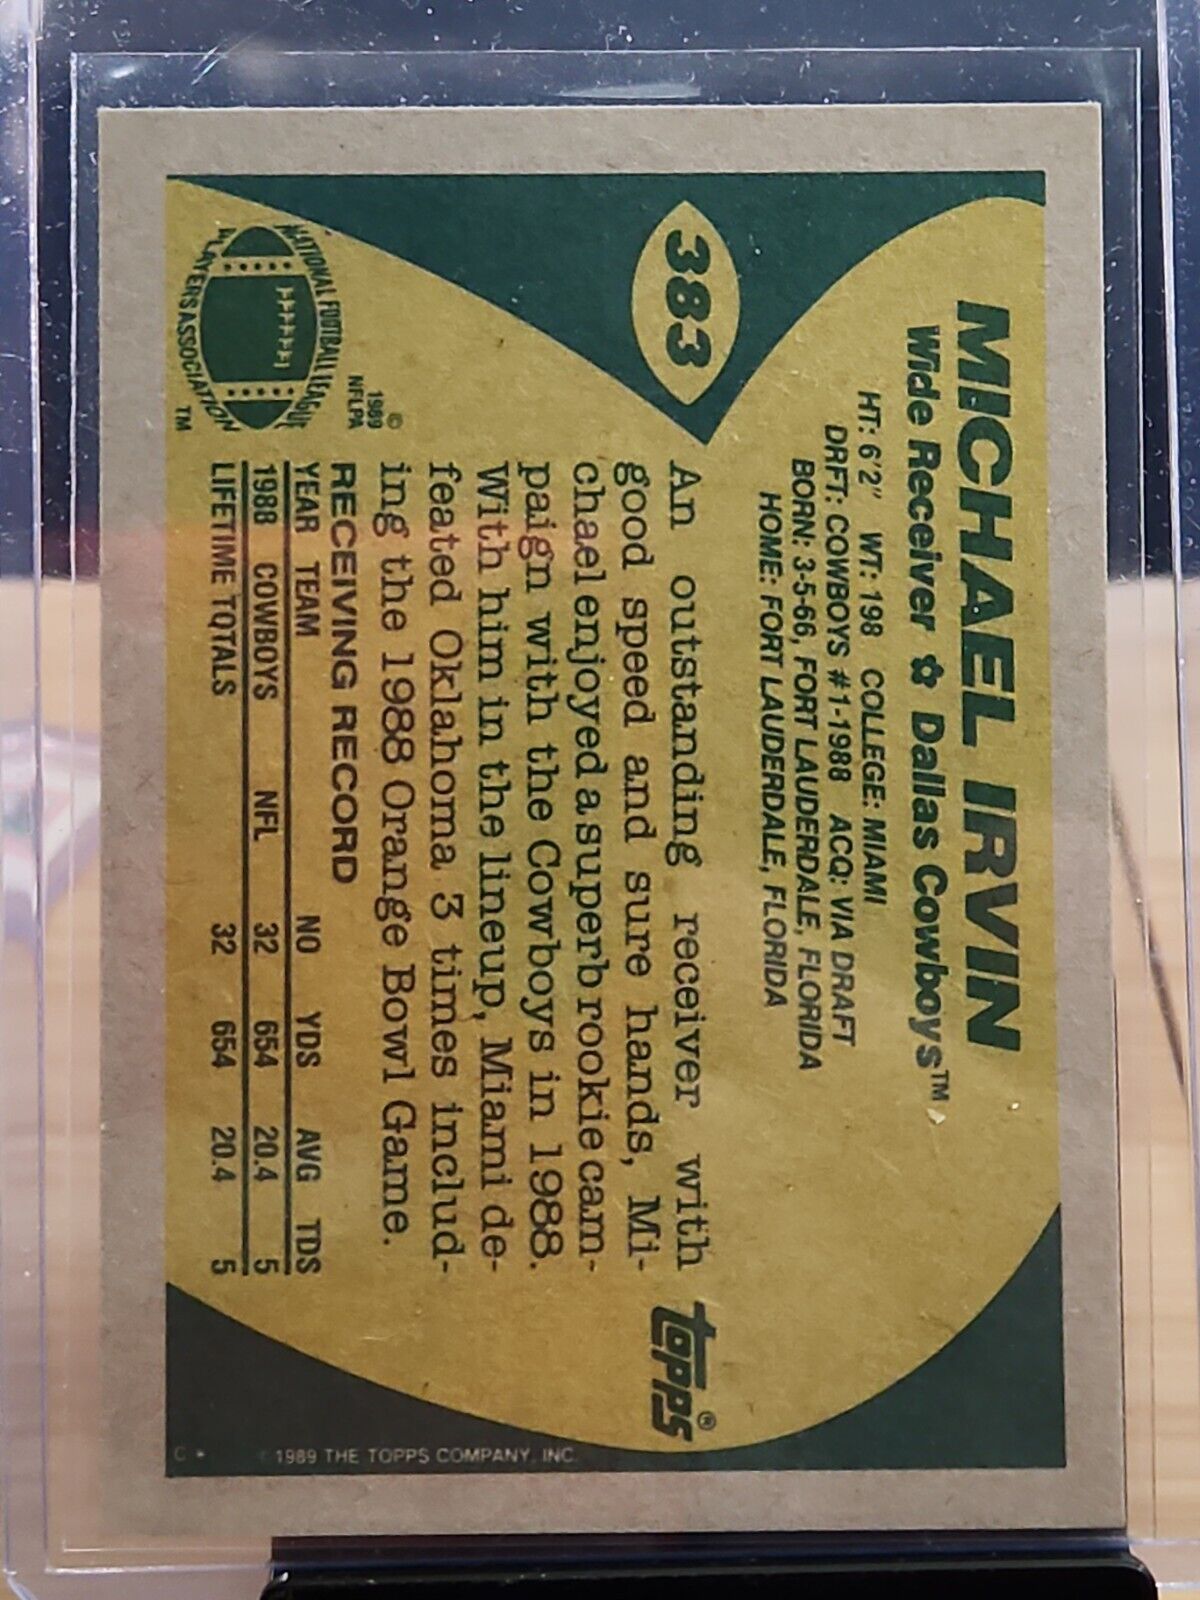 383
MICHAEL IRVIN
Wide Receiver ✿ Dallas Cowboys™
HT: 6'2" WT: 198 COLLEGE: MIAMI
DRFT: COWBOYS #1-1988 ACQ: VIA DRAFT
BORN: 3-5-66, FORT LAUDERDALE, FLORIDA
HOME: FORT LAUDERDALE, FLORIDA
An outstanding receiver with
good speed and sure hands, Mi-
chael enjoyed a superb rookie cam-
paign with the Cowboys in 1988.
With him in the lineup, Miami de-
feated Oklahoma 3 times includ-
ing the 1988 Orange Bowl Game.
topps®
NATIONAL FOOTBALL LEAGUE
PLAYERS ASSOCIATION
TM
©
1989
NFLPA
RECEIVING RECORD
YEAR TEAM NO YDS AVG TDS
1988 COWBOYS NFL 32 654 20.4 5
LIFETIME TOTALS 32 654 20.4 5
C * © 1989 THE TOPPS COMPANY, INC.